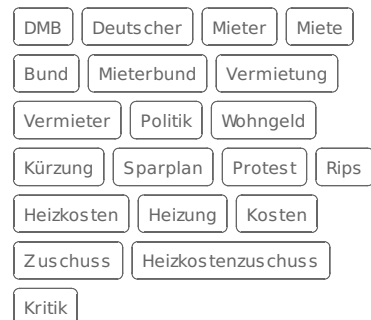 DMB Deutscher Mieter Miete
Bund Mieterbund Vermietung
Vermieter Politik Wohngeld
Kürzung Sparplan Protest Rips
Heizkosten Heizung Kosten
Zuschuss Heizkostenzuschuss
Kritik